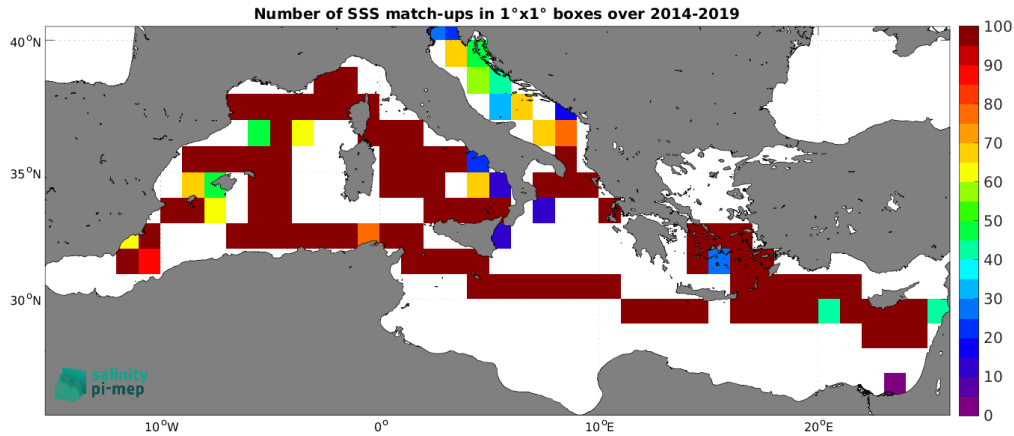 Number of SSS match-ups in 1°x1° boxes over 2014-2019
40°N
35°N
30°N
10°W
0°
10°E
20°E
100
90
80
70
60
50
40
30
20
10
0
salinity
pi-mep